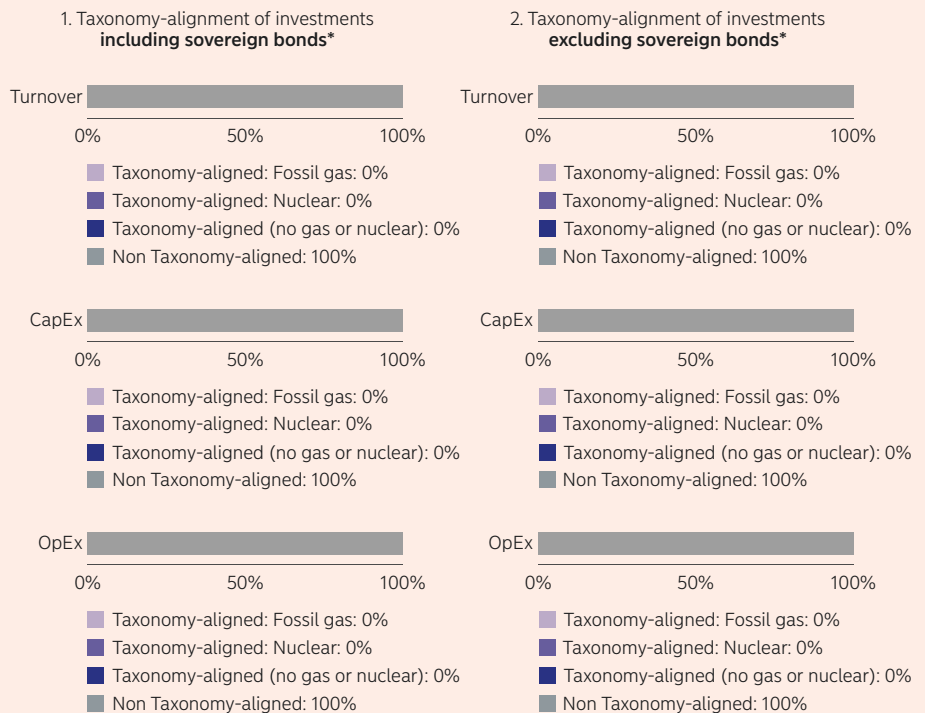 1. Taxonomy-alignment of investments
including sovereign bonds*
Turnover
0% 50% 100%
Taxonomy-aligned: Fossil gas: 0%
Taxonomy-aligned: Nuclear: 0%
Taxonomy-aligned (no gas or nuclear): 0%
Non Taxonomy-aligned: 100%
CapEx
0% 50% 100%
Taxonomy-aligned: Fossil gas: 0%
Taxonomy-aligned: Nuclear: 0%
Taxonomy-aligned (no gas or nuclear): 0%
Non Taxonomy-aligned: 100%
OpEx
0% 50% 100%
Taxonomy-aligned: Fossil gas: 0%
Taxonomy-aligned: Nuclear: 0%
Taxonomy-aligned (no gas or nuclear): 0%
Non Taxonomy-aligned: 100%
2. Taxonomy-alignment of investments
excluding sovereign bonds*
Turnover
0% 50% 100%
Taxonomy-aligned: Fossil gas: 0%
Taxonomy-aligned: Nuclear: 0%
Taxonomy-aligned (no gas or nuclear): 0%
Non Taxonomy-aligned: 100%
CapEx
0% 50% 100%
Taxonomy-aligned: Fossil gas: 0%
Taxonomy-aligned: Nuclear: 0%
Taxonomy-aligned (no gas or nuclear): 0%
Non Taxonomy-aligned: 100%
OpEx
0% 50% 100%
Taxonomy-aligned: Fossil gas: 0%
Taxonomy-aligned: Nuclear: 0%
Taxonomy-aligned (no gas or nuclear): 0%
Non Taxonomy-aligned: 100%